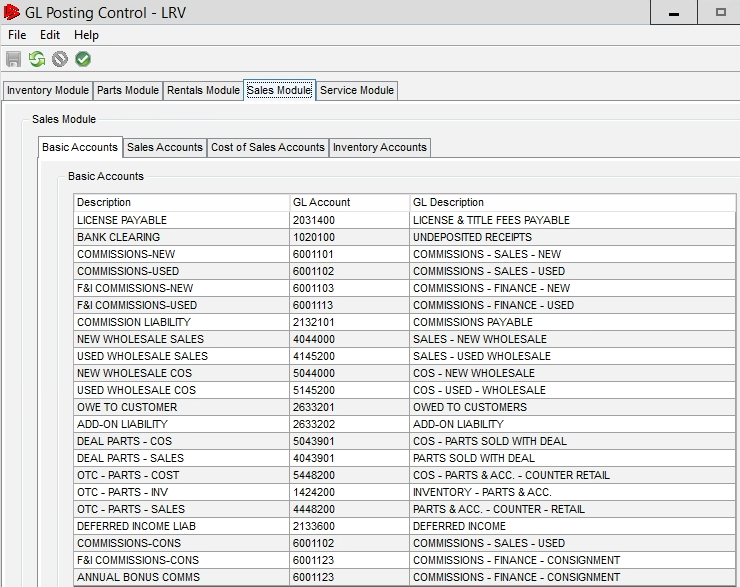 GL Posting Control - LRV
File Edit Help
Inventory Module Parts Module Rentals Module Sales Module Service Module
Sales Module
Basic Accounts Sales Accounts Cost of Sales Accounts Inventory Accounts
Basic Accounts
Description GL Account GL Description
LICENSE PAYABLE 2031400 LICENSE & TITLE FEES PAYABLE
BANK CLEARING 1020100 UNDEPOSITED RECEIPTS
COMMISSIONS-NEW 6001101 COMMISSIONS - SALES - NEW
COMMISSIONS-USED 6001102 COMMISSIONS - SALES - USED
F&I COMMISSIONS-NEW 6001103 COMMISSIONS - FINANCE - NEW
F&I COMMISSIONS-USED 6001113 COMMISSIONS - FINANCE - USED
COMMISSION LIABILITY 2132101 COMMISSIONS PAYABLE
NEW WHOLESALE SALES 4044000 SALES - NEW WHOLESALE
USED WHOLESALE SALES 4145200 SALES - USED WHOLESALE
NEW WHOLESALE COS 5044000 COS - NEW WHOLESALE
USED WHOLESALE COS 5145200 COS - USED - WHOLESALE
OWE TO CUSTOMER 2633201 OWED TO CUSTOMERS
ADD-ON LIABILITY 2633202 ADD-ON LIABILITY
DEAL PARTS - COS 5043901 COS - PARTS SOLD WITH DEAL
DEAL PARTS - SALES 4043901 PARTS SOLD WITH DEAL
OTC - PARTS - COST 5448200 COS - PARTS & ACC. - COUNTER RETAIL
OTC - PARTS - INV 1424200 INVENTORY - PARTS & ACC.
OTC - PARTS - SALES 4448200 PARTS & ACC. - COUNTER - RETAIL
DEFERRED INCOME LIAB 2133600 DEFERRED INCOME
COMMISSIONS-CONS 6001102 COMMISSIONS - SALES - USED
F&I COMMISSIONS-CONS 6001123 COMMISSIONS - FINANCE - CONSIGNMENT
ANNUAL BONUS COMMS 6001123 COMMISSIONS - FINANCE - CONSIGNMENT